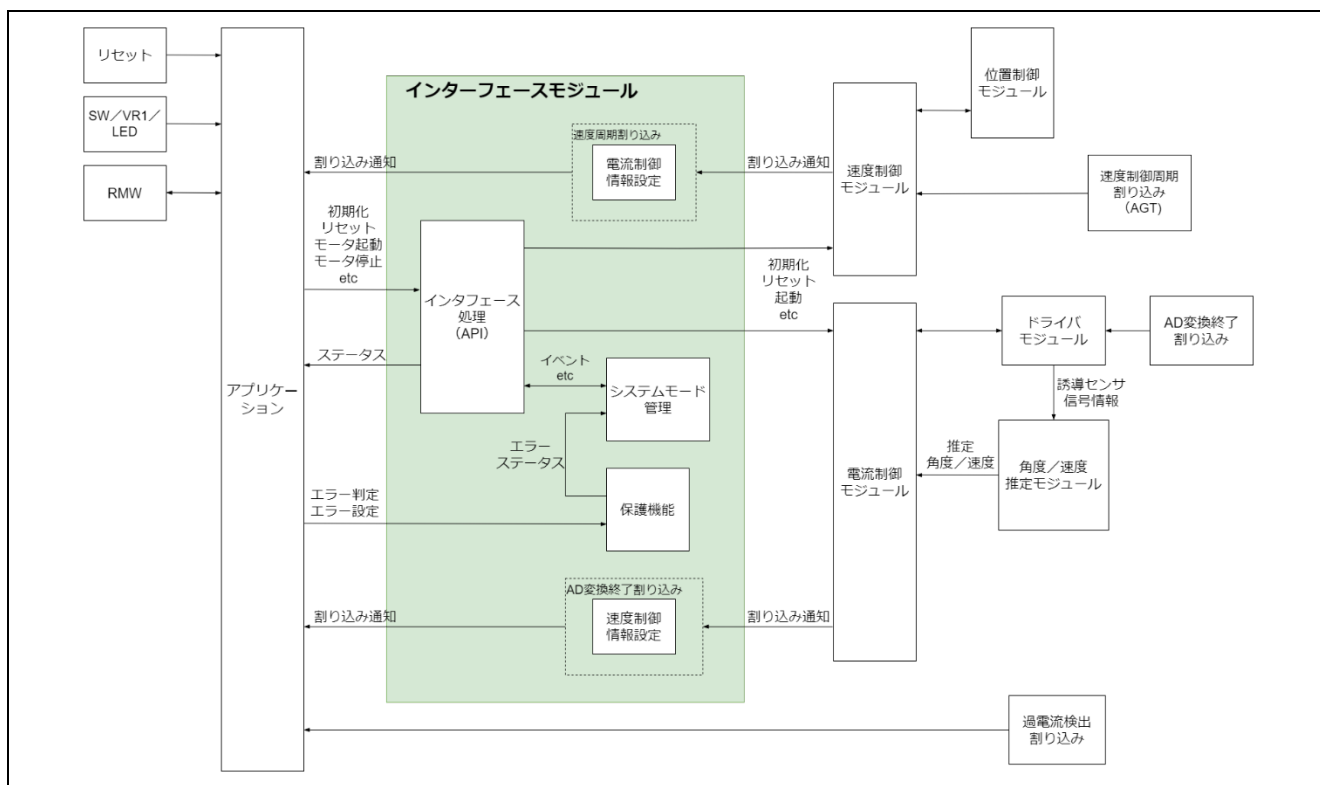 リセット
SW／VR1／
LED
RMW
アプリケー
ション
インターフェースモジュール
速度周期割り込み
電流制御
情報設定
割り込み通知
割り込み通知
初期化
リセット
モータ起動
モータ停止
etc
インタフェース
処理
（API）
ステータス
イベント
etc
システムモード
管理
エラー
ステータス
保護機能
エラー判定
エラー設定
AD変換終了割り込み
速度制御
情報設定
割り込み通知
割り込み通知
初期化
リセット
起動
etc
速度制御
モジュール
位置制御
モジュール
速度制御周期
割り込み
（AGT)
電流制御
モジュール
ドライバ
モジュール
AD変換終了
割り込み
誘導センサ
信号情報
推定
角度／速度
角度／速度
推定モジュール
過電流検出
割り込み